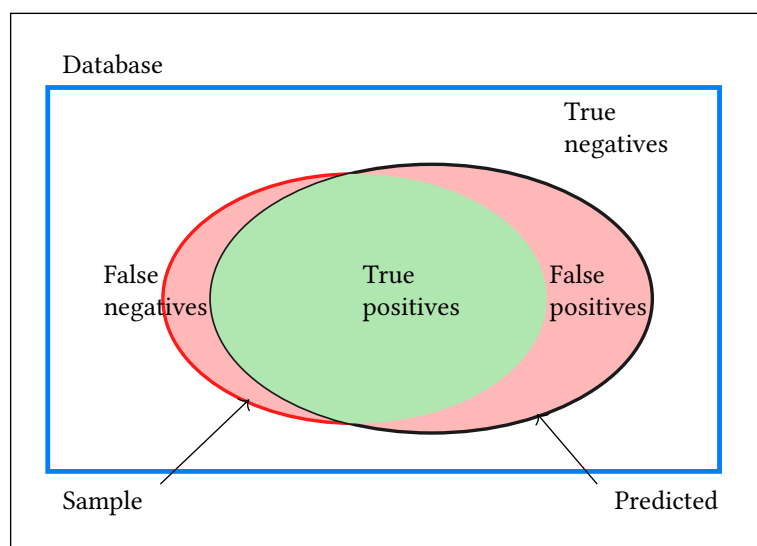 Database
True
negatives
False
negatives
True
positives
False
positives
Sample
Predicted